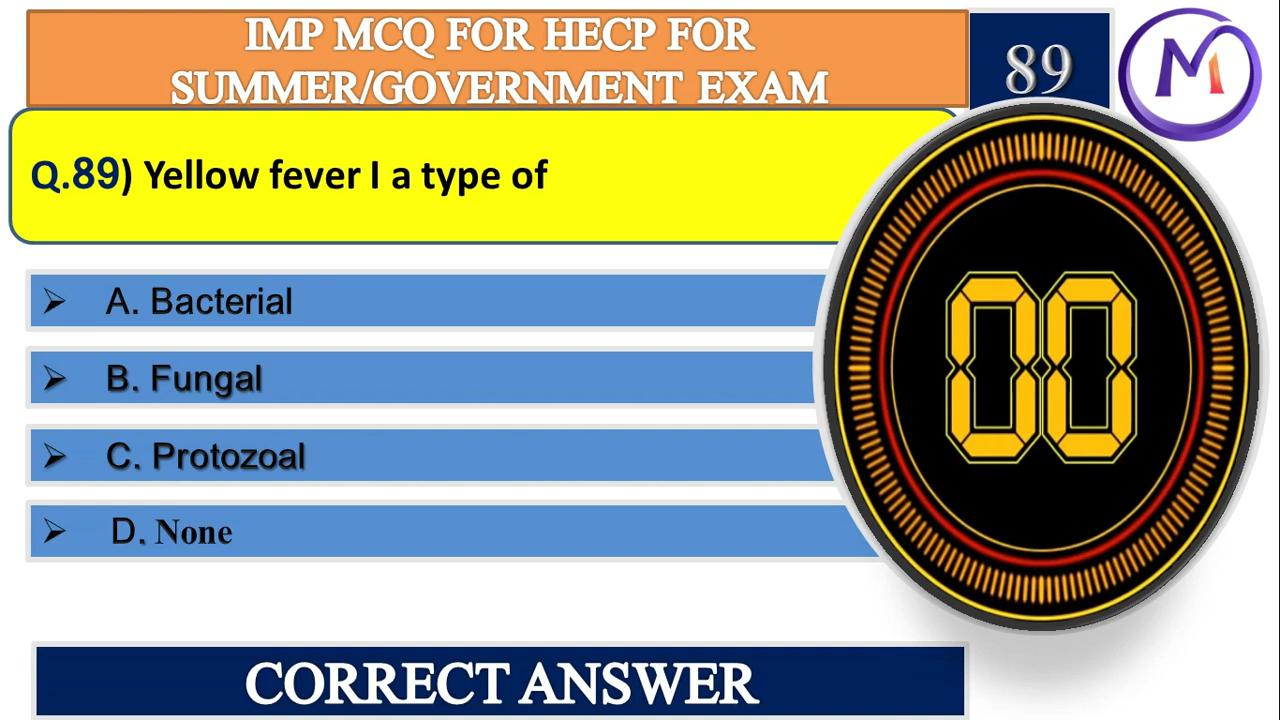 IMP MCQ FOR HECP FOR
SUMMER/GOVERNMENT EXAM
89
M
Q.89) Yellow fever I a type of
A. Bacterial
B. Fungal
C. Protozoal
D. None
00
CORRECT ANSWER